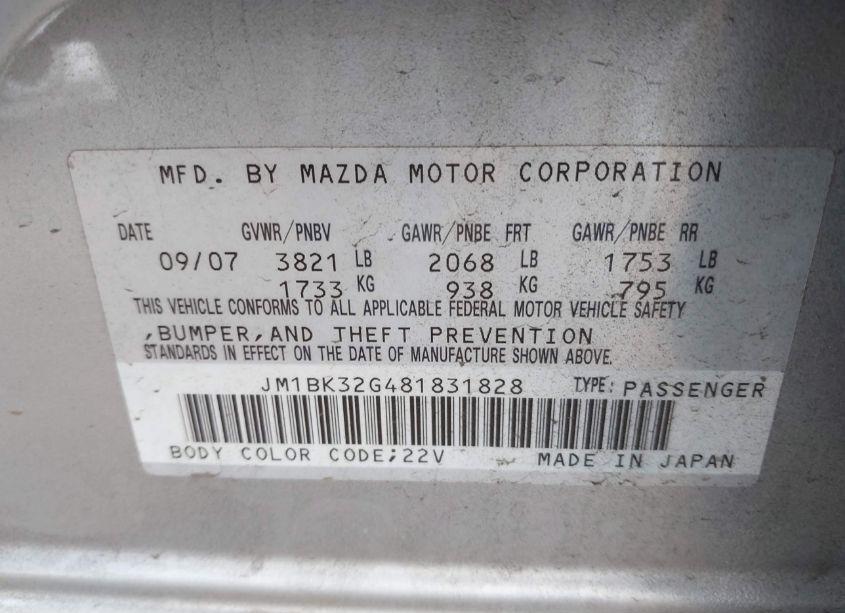 MFD. BY MAZDA MOTOR CORPORATION
DATE GVWR/PNBV GAWR/PNBE FRT GAWR/PNBE RR
09/07 3821 LB 2068 LB 1753 LB
1733 KG 938 KG 795 KG
THIS VEHICLE CONFORMS TO ALL APPLICABLE FEDERAL MOTOR VEHICLE SAFETY
,BUMPER,AND THEFT PREVENTION
STANDARDS IN EFFECT ON THE DATE OF MANUFACTURE SHOWN ABOVE.
JM1BK32G481831828 TYPE: PASSENGER
BODY COLOR CODE;22V MADE IN JAPAN